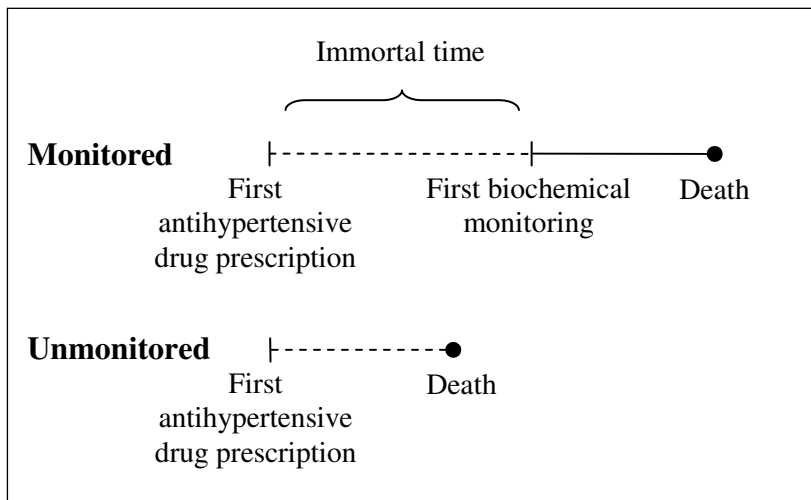 Immortal time
Monitored
First
antihypertensive
drug prescription
First biochemical
monitoring
Death
Unmonitored
First
antihypertensive
drug prescription
Death